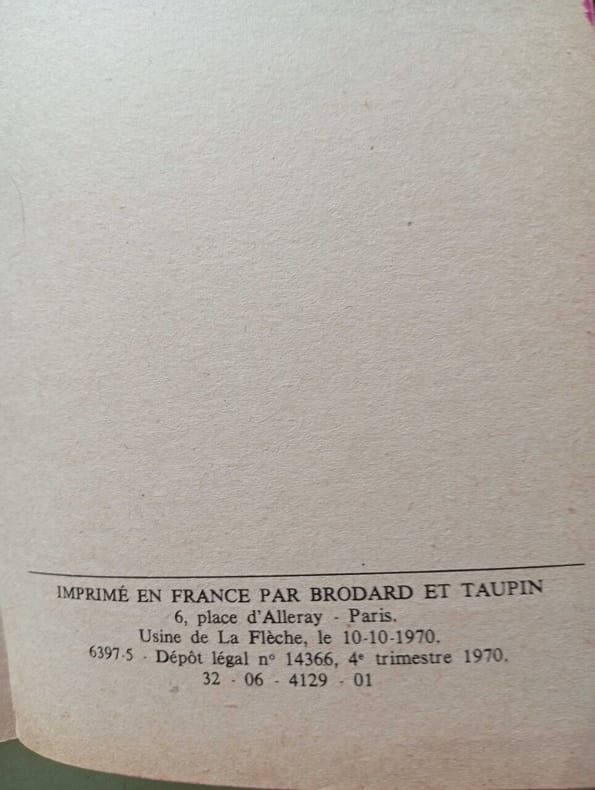 IMPRIMÉ EN FRANCE PAR BRODARD ET TAUPIN
6, place d'Alleray - Paris.
Usine de La Flèche, le 10-10-1970.
6397-5 - Dépôt légal nº 14366, 4e trimestre 1970.
32 - 06 - 4129 - 01